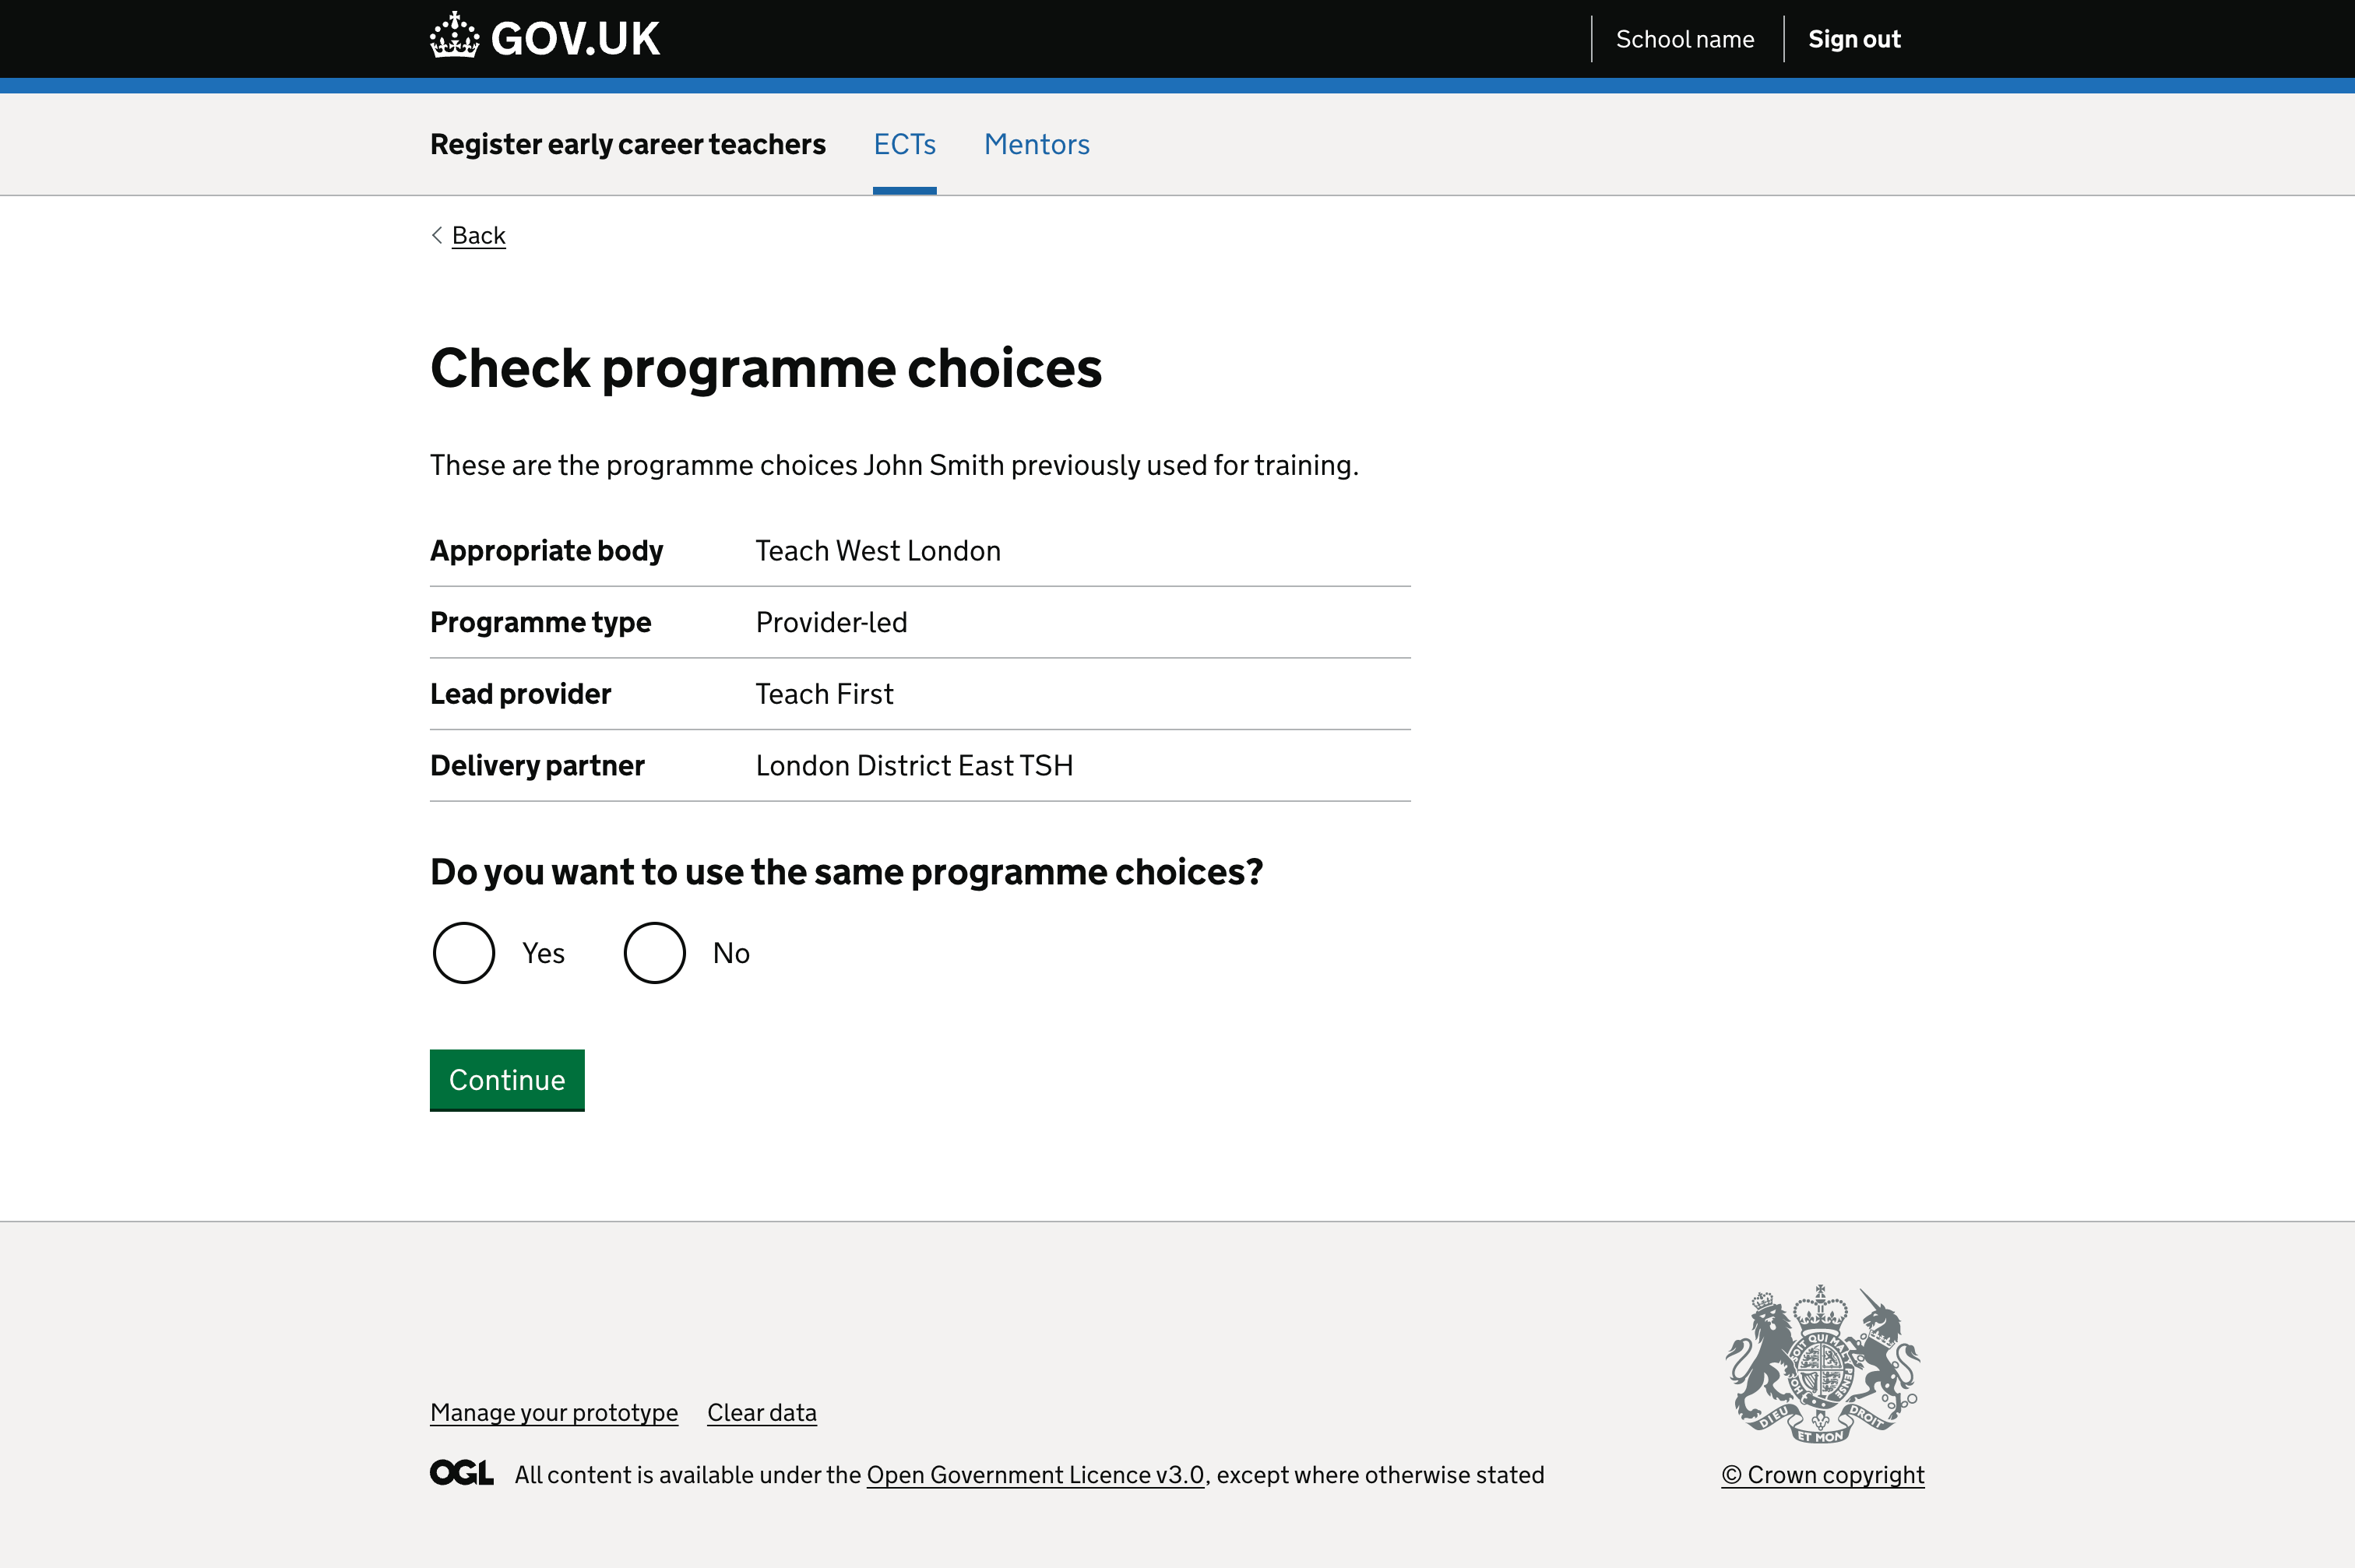 GOV.UK
School name
Sign out
Register early career teachers
ECTs
Mentors
Back
Check programme choices
These are the programme choices John Smith previously used for training.
Appropriate body Teach West London
Programme type Provider-led
Lead provider Teach First
Delivery partner London District East TSH
Do you want to use the same programme choices?
Yes No
Continue
Manage your prototype Clear data
OGL All content is available under the Open Government Licence v3.0, except where otherwise stated
DIEU ET MON DROIT
© Crown copyright